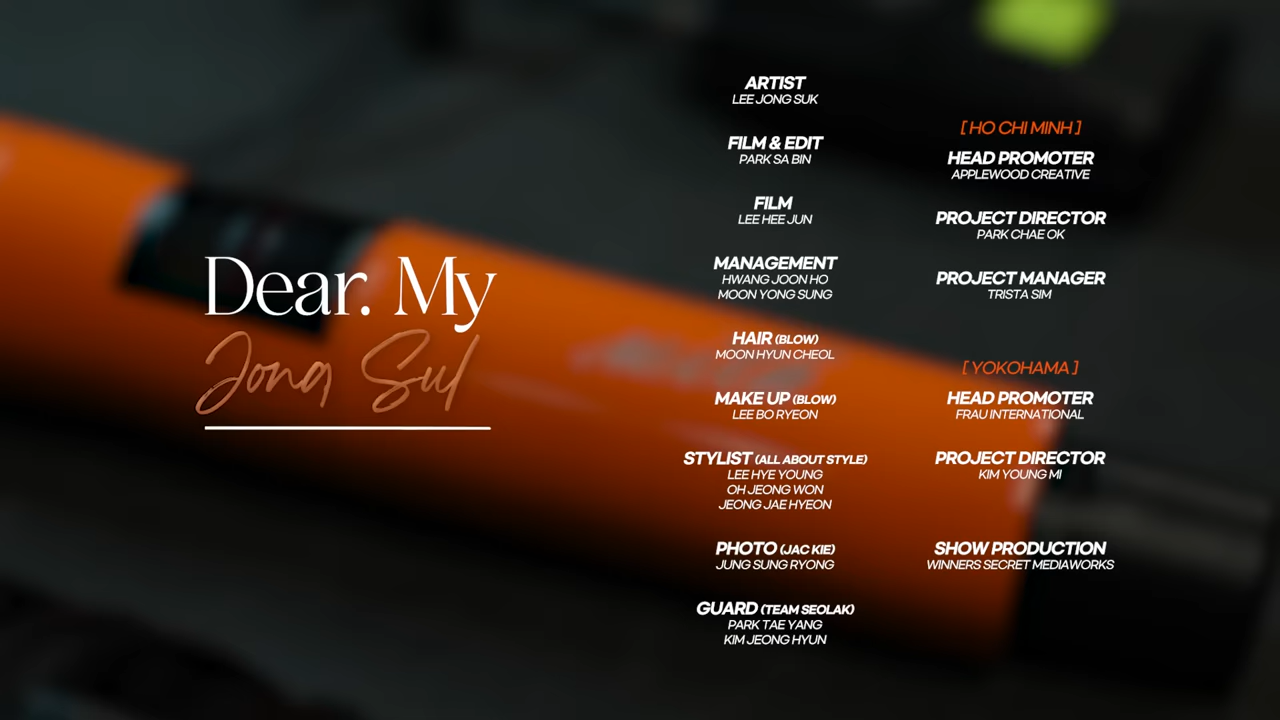 Dear. My
Jong Suk
ARTIST
LEE JONG SUK
FILM & EDIT
PARK SA BIN
FILM
LEE HEE JUN
MANAGEMENT
HWANG JOON HO
MOON YONG SUNG
HAIR (BLOW)
MOON HYUN CHEOL
MAKE UP (BLOW)
LEE BO RYEON
STYLIST (ALL ABOUT STYLE)
LEE HYE YOUNG
OH JEONG WON
JEONG JAE HYEON
PHOTO (JAC KIE)
JUNG SUNG RYONG
GUARD (TEAM SEOLAK)
PARK TAE YANG
KIM JEONG HYUN
[ HO CHI MINH ]
HEAD PROMOTER
APPLEWOOD CREATIVE
PROJECT DIRECTOR
PARK CHAE OK
PROJECT MANAGER
TRISTA SIM
[ YOKOHAMA ]
HEAD PROMOTER
FRAU INTERNATIONAL
PROJECT DIRECTOR
KIM YOUNG MI
SHOW PRODUCTION
WINNERS SECRET MEDIAWORKS